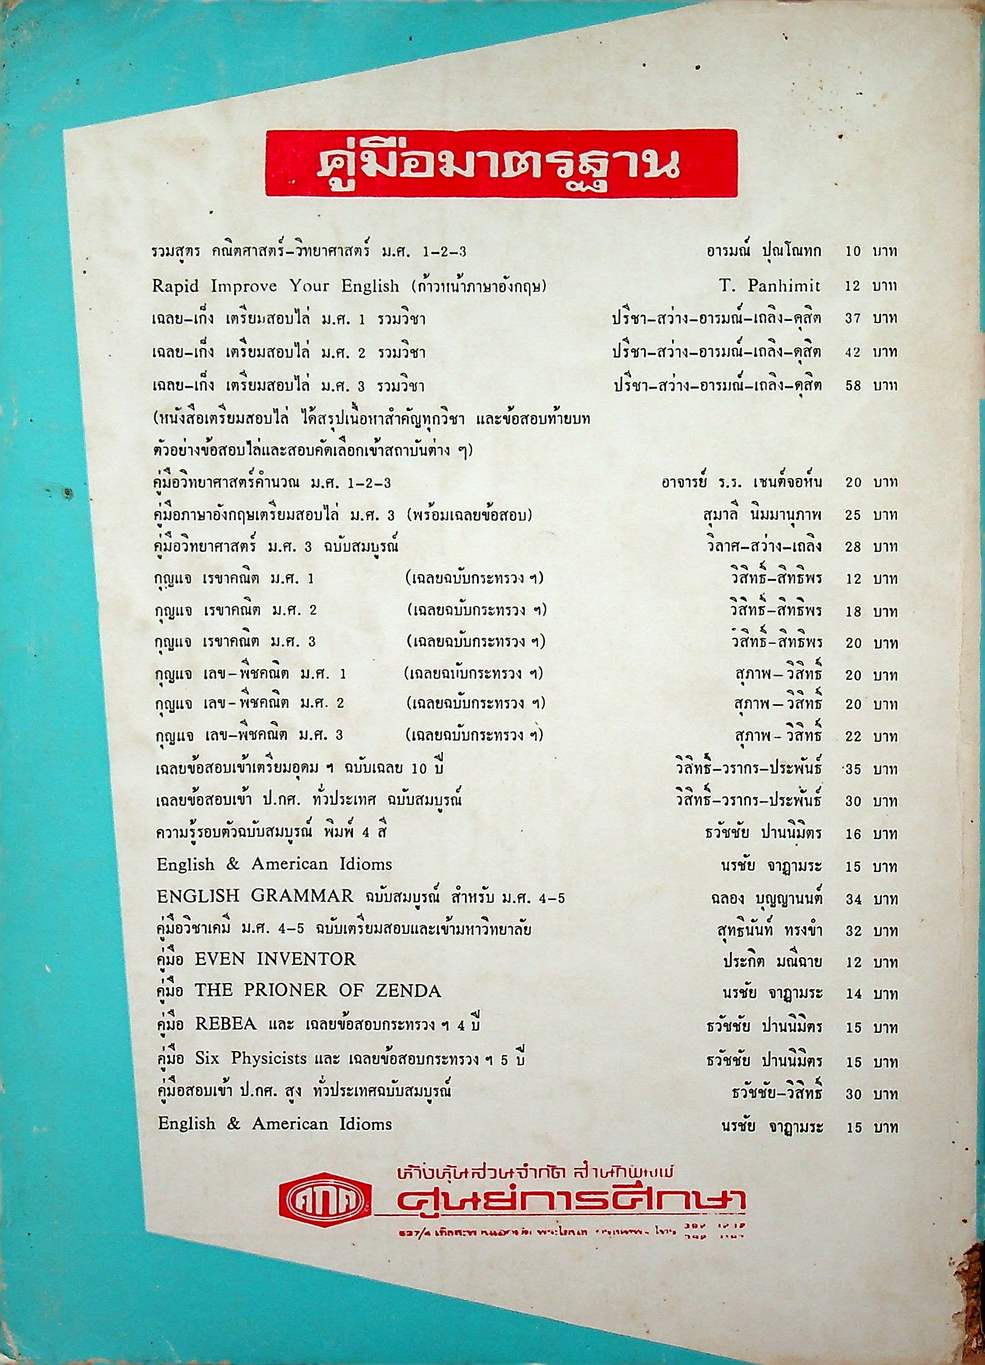 คู่มือมาตรฐาน
รวมสูตร คณิตศาสตร์-วิทยาศาสตร์ ม.ศ. 1-2-3 อารมณ์ ปุณโณทก 10 บาท
Rapid Improve Your English (ก้าวหน้าภาษาอังกฤษ) T. Panhimit 12 บาท
เฉลย-เก็ง เตรียมสอบไล่ ม.ศ. 1 รวมวิชา ปรีชา-สว่าง-อารมณ์-เถลิง-ดุสิต 37 บาท
เฉลย-เก็ง เตรียมสอบไล่ ม.ศ. 2 รวมวิชา ปรีชา-สว่าง-อารมณ์-เถลิง-ดุสิต 42 บาท
เฉลย-เก็ง เตรียมสอบไล่ ม.ศ. 3 รวมวิชา ปรีชา-สว่าง-อารมณ์-เถลิง-ดุสิต 58 บาท
(หนังสือเตรียมสอบไล่ ได้สรุปเนื้อหาสำคัญทุกวิชา และข้อสอบท้ายบท
ตัวอย่างข้อสอบไล่และสอบคัดเลือกเข้าสถาบันต่าง ๆ)
คู่มือวิทยาศาสตร์คำนวณ ม.ศ. 1-2-3 อาจารย์ ร.ร. เซนต์จอห์น 20 บาท
คู่มือภาษาอังกฤษเตรียมสอบไล่ ม.ศ. 3 (พร้อมเฉลยข้อสอบ) สุมาลี นิมมานุภาพ 25 บาท
คู่มือวิทยาศาสตร์ ม.ศ. 3 ฉบับสมบูรณ์ วิลาศ-สว่าง-เถลิง 28 บาท
กุญแจ เรขาคณิต ม.ศ. 1 (เฉลยฉบับกระทรวง ฯ) วิสิทธิ์-สิทธิพร 12 บาท
กุญแจ เรขาคณิต ม.ศ. 2 (เฉลยฉบับกระทรวง ฯ) วิสิทธิ์-สิทธิพร 18 บาท
กุญแจ เรขาคณิต ม.ศ. 3 (เฉลยฉบับกระทรวง ฯ) วิสิทธิ์-สิทธิพร 20 บาท
กุญแจ เลข-พีชคณิต ม.ศ. 1 (เฉลยฉบับกระทรวง ฯ) สุภาพ-วิสิทธิ์ 20 บาท
กุญแจ เลข-พีชคณิต ม.ศ. 2 (เฉลยฉบับกระทรวง ฯ) สุภาพ-วิสิทธิ์ 20 บาท
กุญแจ เลข-พีชคณิต ม.ศ. 3 (เฉลยฉบับกระทรวง ฯ) สุภาพ-วิสิทธิ์ 22 บาท
เฉลยข้อสอบเข้าเตรียมอุดม ฯ ฉบับเฉลย 10 ปี วิสิทธิ์-วรากร-ประพันธ์ 35 บาท
เฉลยข้อสอบเข้า ป.กศ. ทั่วประเทศ ฉบับสมบูรณ์ วิสิทธิ์-วรากร-ประพันธ์ 30 บาท
ความรู้รอบตัวฉบับสมบูรณ์ พิมพ์ 4 สี ธวัชชัย ปานนิมิตร 16 บาท
English & American Idioms นรชัย จาฏามระ 15 บาท
ENGLISH GRAMMAR ฉบับสมบูรณ์ สำหรับ ม.ศ. 4-5 ฉลอง บุญญานนต์ 34 บาท
คู่มือวิชาเคมี ม.ศ. 4-5 ฉบับเตรียมสอบและเข้ามหาวิทยาลัย สุทธินันท์ ทรงขำ 32 บาท
คู่มือ EVEN INVENTOR ประกิต มณีฉาย 12 บาท
คู่มือ THE PRIONER OF ZENDA นรชัย จาฏามระ 14 บาท
คู่มือ REBEA และ เฉลยข้อสอบกระทรวง ฯ 4 ปี ธวัชชัย ปานนิมิตร 15 บาท
คู่มือ Six Physicists และ เฉลยข้อสอบกระทรวง ฯ 5 ปี ธวัชชัย ปานนิมิตร 15 บาท
คู่มือสอบเข้า ป.กศ. สูง ทั่วประเทศฉบับสมบูรณ์ ธวัชชัย-วิสิทธิ์ 30 บาท
English & American Idioms นรชัย จาฏามระ 15 บาท
ห้างหุ้นส่วนจำกัด สำนักพิมพ์
ศกศ ศูนย์การศึกษา